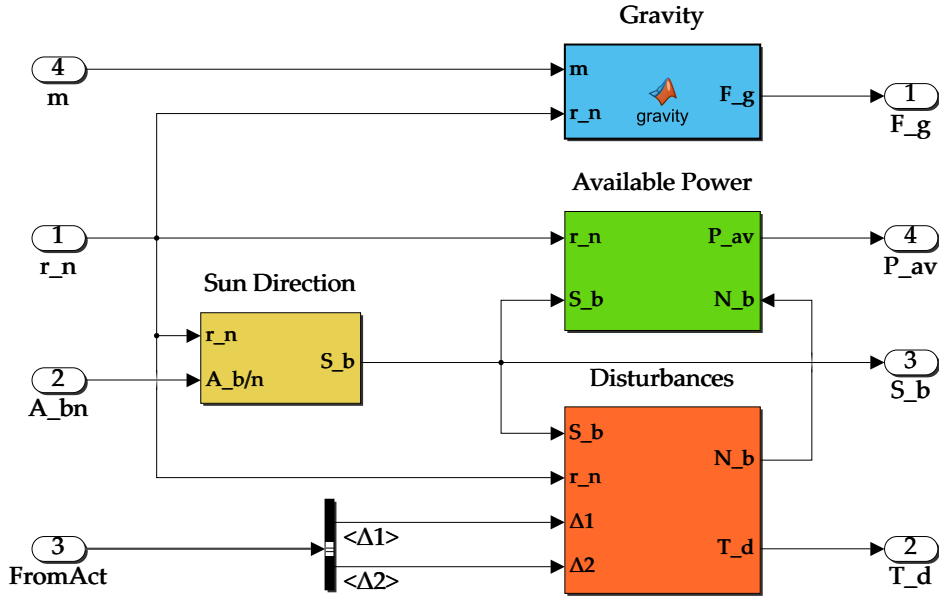 Gravity
4
m
m
r_n
F_g
gravity
1
F_g
Available Power
1
r_n
r_n
P_av
S_b
N_b
4
P_av
Sun Direction
r_n
A_b/n
S_b
2
A_bn
3
S_b
Disturbances
S_b
r_n
Δ1
Δ2
N_b
T_d
3
FromAct
<Δ1>
<Δ2>
2
T_d